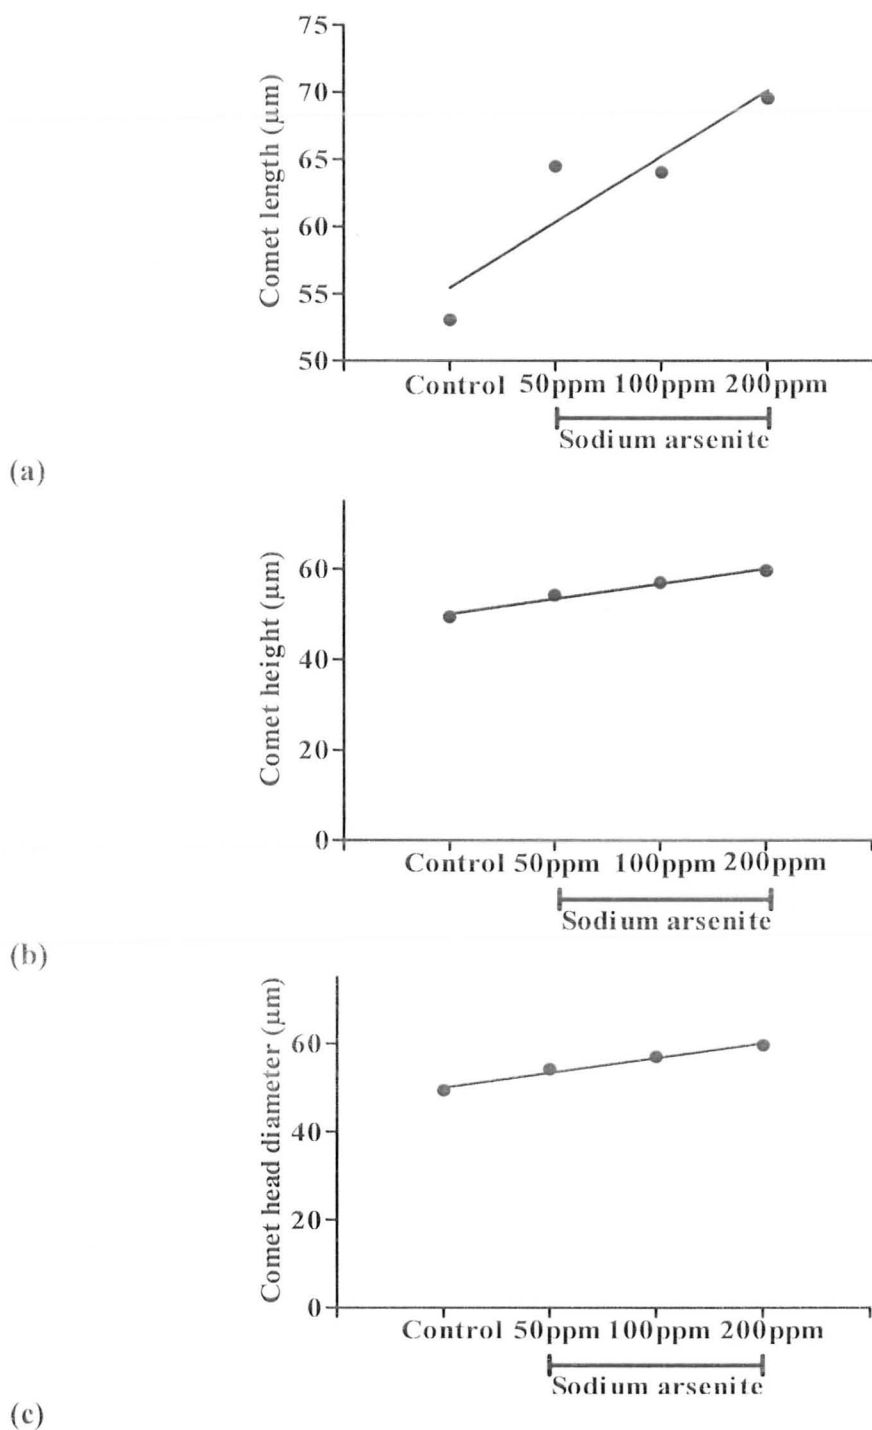 Comet length (μm)
75
70
65
60
55
50
Control 50ppm 100ppm 200ppm
Sodium arsenite
(a)
Comet height (μm)
60
40
20
0
Control 50ppm 100ppm 200ppm
Sodium arsenite
(b)
Comet head diameter (μm)
60
40
20
0
Control 50ppm 100ppm 200ppm
Sodium arsenite
(c)